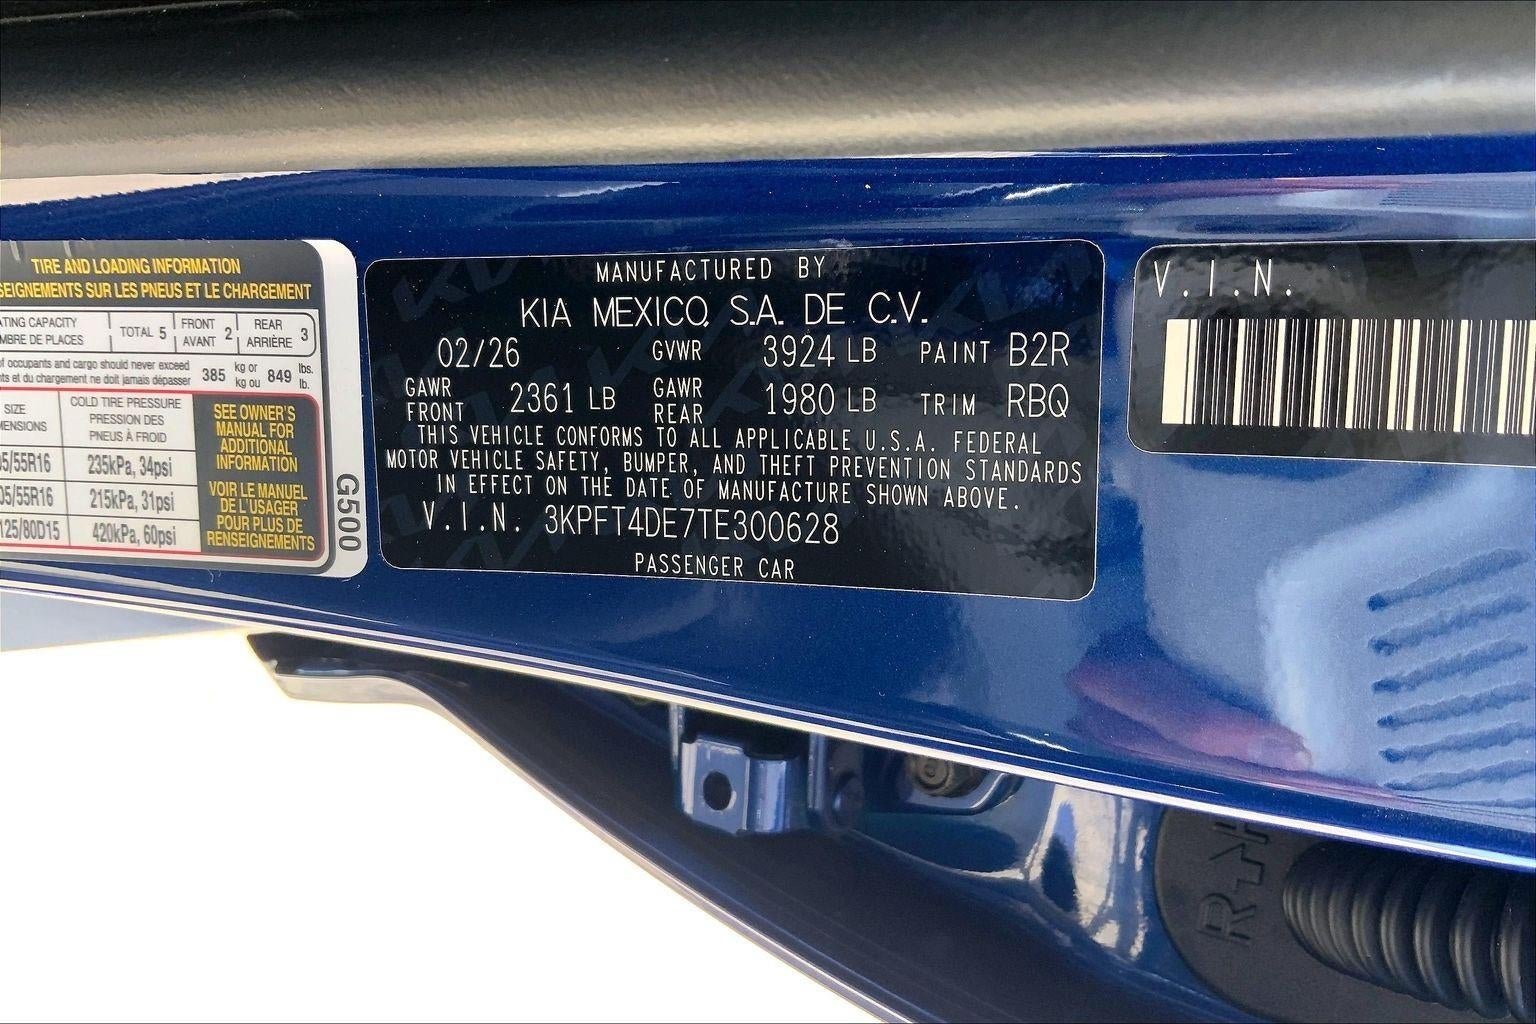 TIRE AND LOADING INFORMATION
SEIGNEMENTS SUR LES PNEUS ET LE CHARGEMENT
ATING CAPACITY
MBRE DE PLACES
TOTAL 5
FRONT
AVANT 2
REAR
ARRIÈRE 3
of occupants and cargo should never exceed
nts et du chargement ne doit jamais dépasser
385 kg or
kg ou 849 lbs.
lb.
SIZE
MENSIONS
COLD TIRE PRESSURE
PRESSION DES
PNEUS À FROID
05/55R16 235kPa, 34psi
05/55R16 215kPa, 31psi
125/80D15 420kPa, 60psi
SEE OWNER'S
MANUAL FOR
ADDITIONAL
INFORMATION
VOIR LE MANUEL
DE L'USAGER
POUR PLUS DE
RENSEIGNEMENTS
G500
MANUFACTURED BY
KIA MEXICO, S.A. DE C.V.
02/26 GVWR 3924 LB PAINT B2R
GAWR
FRONT 2361 LB GAWR
REAR 1980 LB TRIM RBQ
THIS VEHICLE CONFORMS TO ALL APPLICABLE U.S.A. FEDERAL
MOTOR VEHICLE SAFETY, BUMPER, AND THEFT PREVENTION STANDARDS
IN EFFECT ON THE DATE OF MANUFACTURE SHOWN ABOVE.
V.I.N. 3KPFT4DE7TE300628
PASSENGER CAR
V.I.N.